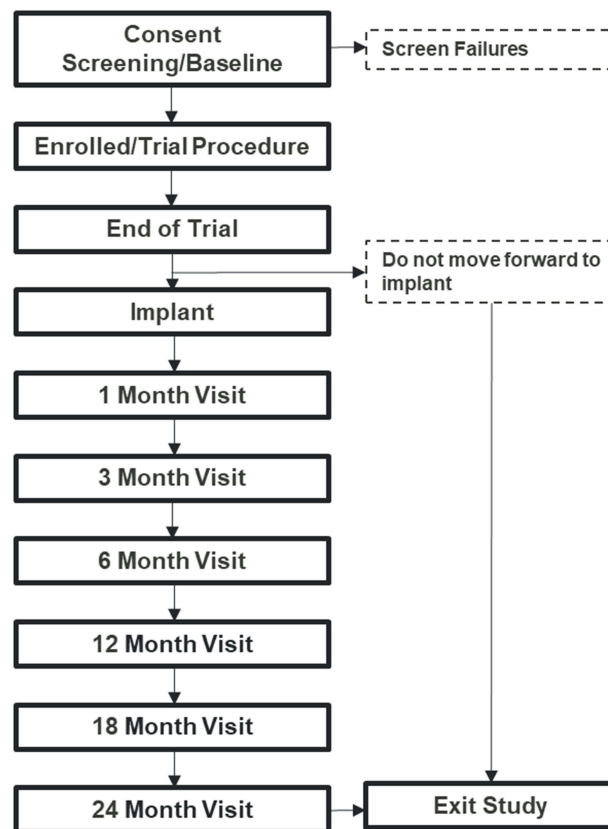 Consent
Screening/Baseline
Screen Failures
Enrolled/Trial Procedure
End of Trial
Do not move forward to
implant
Implant
1 Month Visit
3 Month Visit
6 Month Visit
12 Month Visit
18 Month Visit
24 Month Visit
Exit Study